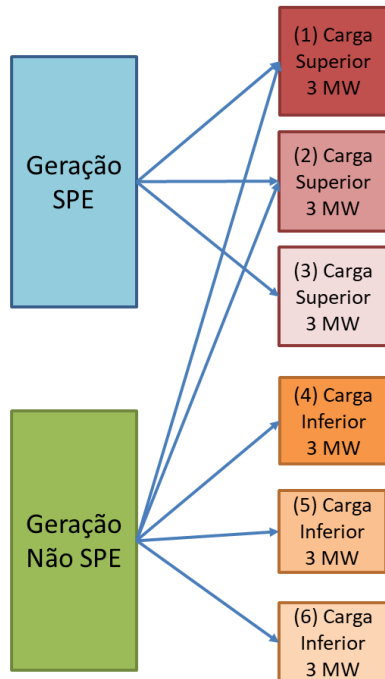 Geração
SPE
Geração
Não SPE
(1) Carga
Superior
3 MW
(2) Carga
Superior
3 MW
(3) Carga
Superior
3 MW
(4) Carga
Inferior
3 MW
(5) Carga
Inferior
3 MW
(6) Carga
Inferior
3 MW